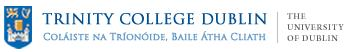 TRINITY COLLEGE DUBLIN
COLÁISTE NA TRÍONÓIDE, BAILE ÁTHA CLIATH
THE
UNIVERSITY
OF DUBLIN